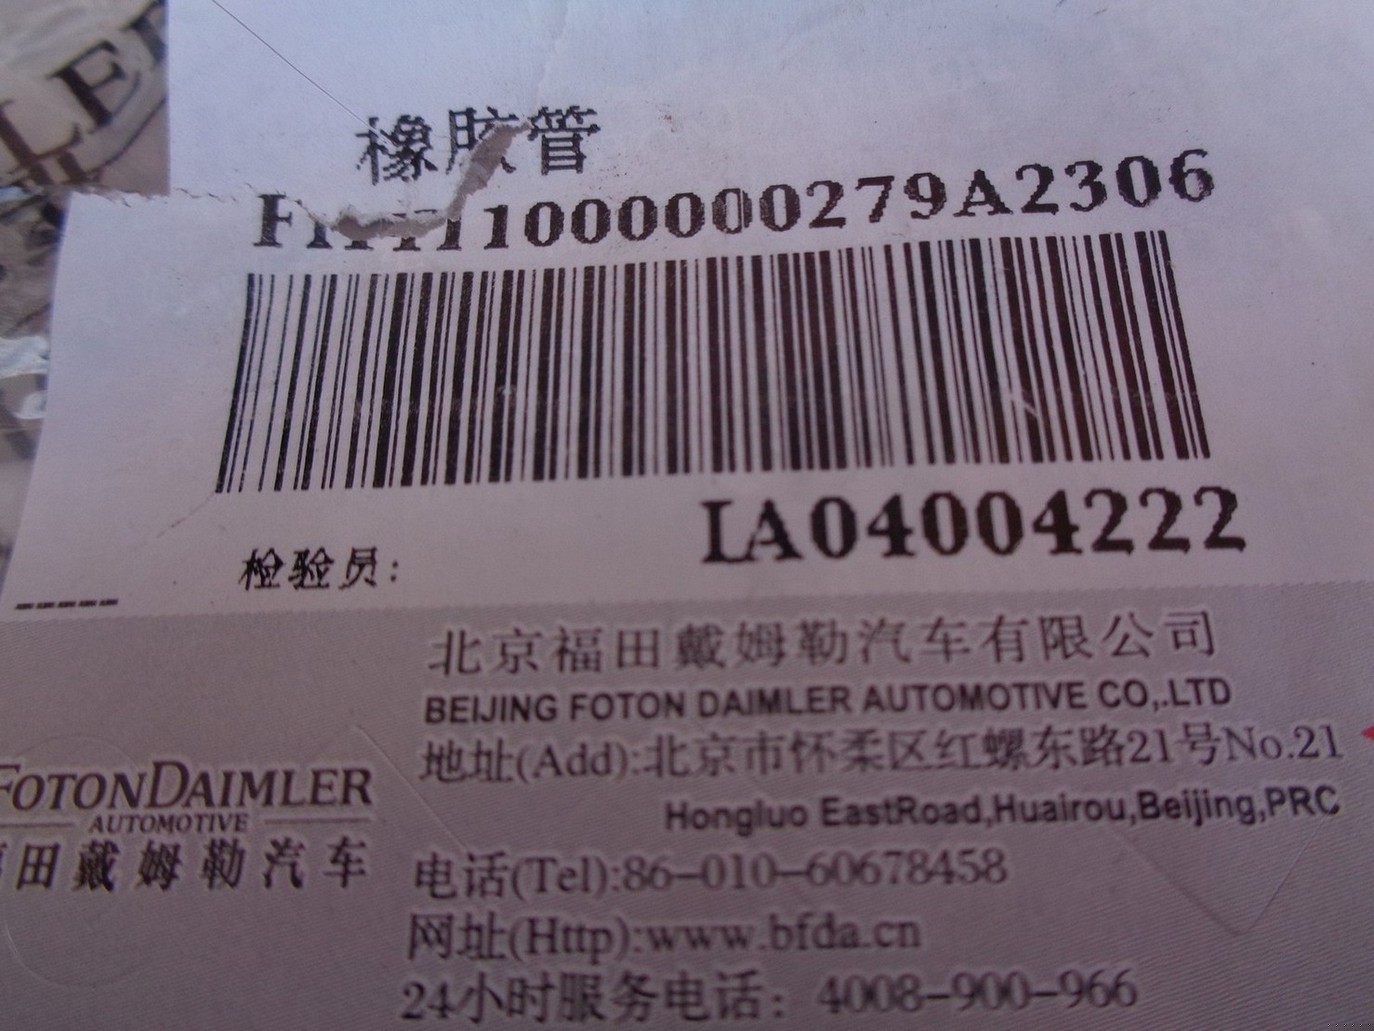 橡胶管
1000000279A2306
LA04004222
检验员:
北京福田戴姆勒汽车有限公司
BEIJING FOTON DAIMLER AUTOMOTIVE CO,.LTD
地址(Add):北京市怀柔区红螺东路21号No.21
Hongluo EastRoad,Huairou,Beijing,PRC
FOTONDAIMLER
AUTOMOTIVE
田戴姆勒汽车
电话(Tel):86-010-60678458
网址(Http):www.bfda.cn
24小时服务电话：4008-900-966